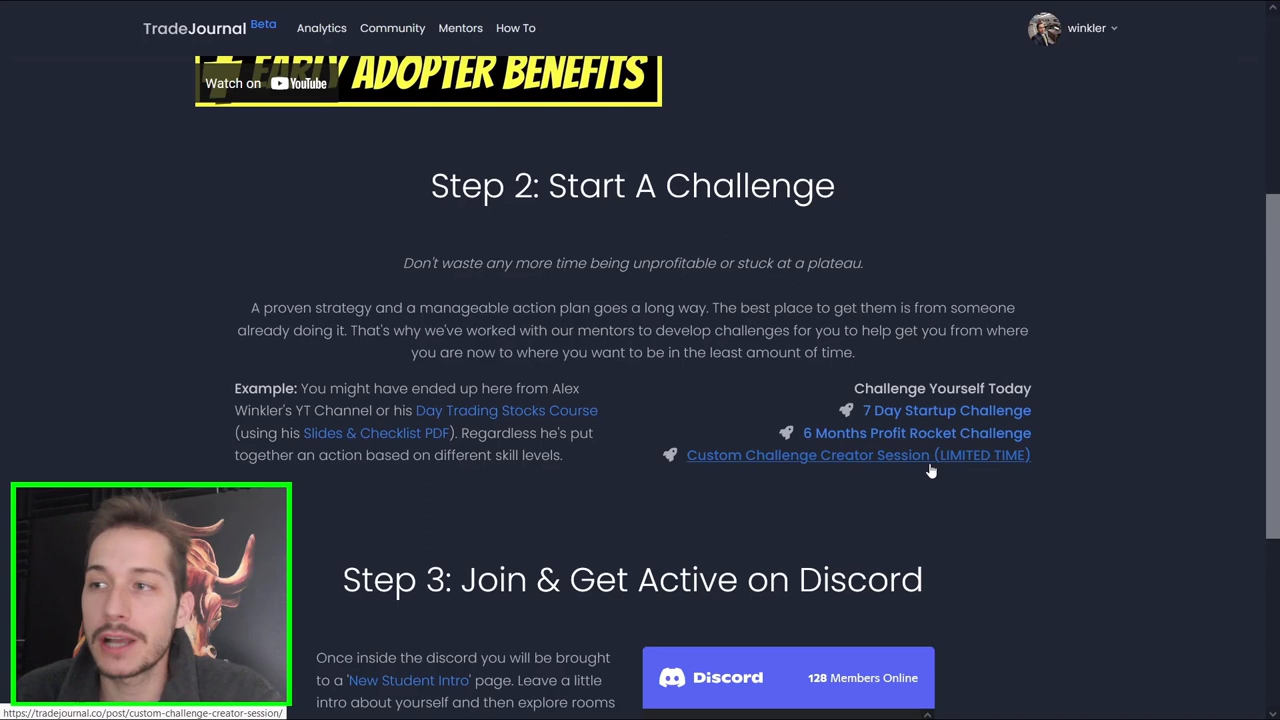 TradeJournal Beta Analytics Community Mentors How To winkler
EARLY ADOPTER BENEFITS
Watch on YouTube
Step 2: Start A Challenge
Don't waste any more time being unprofitable or stuck at a plateau.
A proven strategy and a manageable action plan goes a long way. The best place to get them is from someone
already doing it. That's why we've worked with our mentors to develop challenges for you to help get you from where
you are now to where you want to be in the least amount of time.
Example: You might have ended up here from Alex
Winkler's YT Channel or his Day Trading Stocks Course
(using his Slides & Checklist PDF). Regardless he's put
together an action based on different skill levels.
Challenge Yourself Today
7 Day Startup Challenge
6 Months Profit Rocket Challenge
Custom Challenge Creator Session (LIMITED TIME)
Step 3: Join & Get Active on Discord
Once inside the discord you will be brought
to a 'New Student Intro' page. Leave a little
intro about yourself and then explore rooms
Discord 128 Members Online
https://tradejournal.co/post/custom-challenge-creator-session/